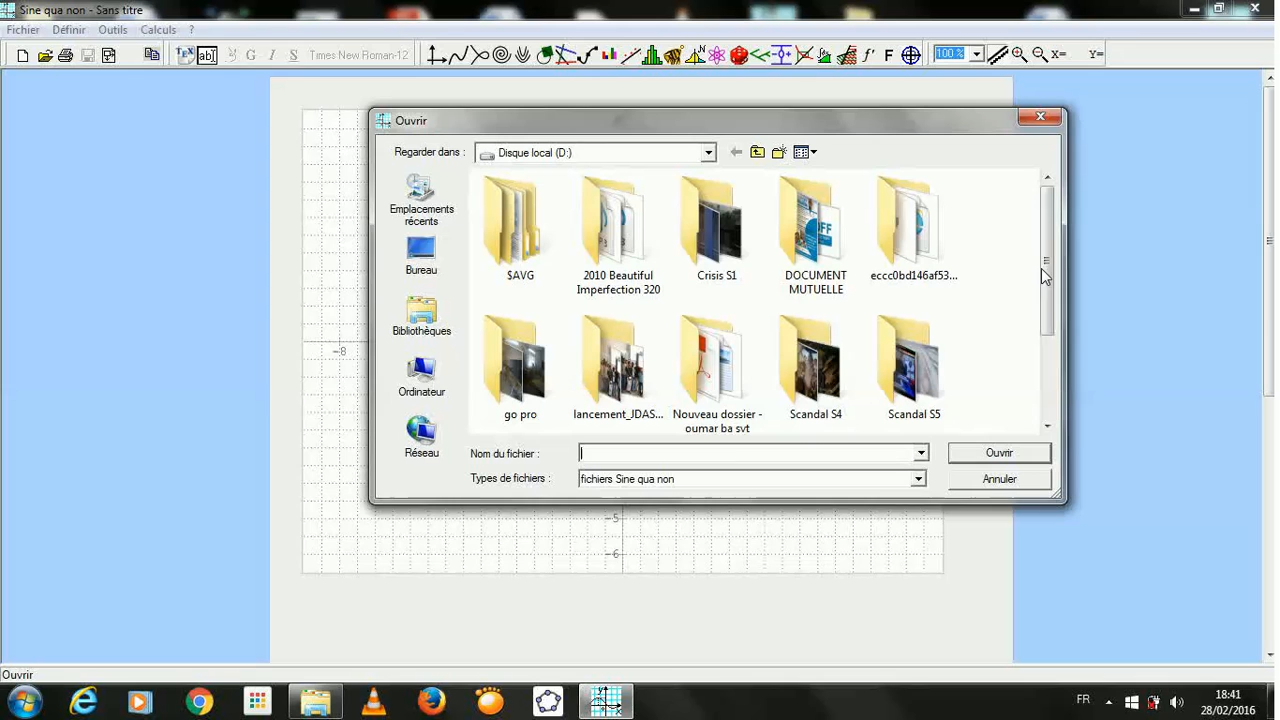 Sine qua non - Sans titre
Fichier Définir Outils Calculs ?
TEX ab G I S Times New Roman-12 100 % X= Y=
Ouvrir
Regarder dans : Disque local (D:)
Emplacements
récents
Bureau
Bibliothèques
Ordinateur
Réseau
$AVG
2010 Beautiful
Imperfection 320
Crisis S1
DOCUMENT
MUTUELLE
eccc0bd146af53...
go pro
lancement_JDAS...
Nouveau dossier -
oumar ba svt
Scandal S4
Scandal S5
Nom du fichier :
Ouvrir
Types de fichiers : fichiers Sine qua non
Annuler
-8
-5
-6
Ouvrir
FR
18:41
28/02/2016